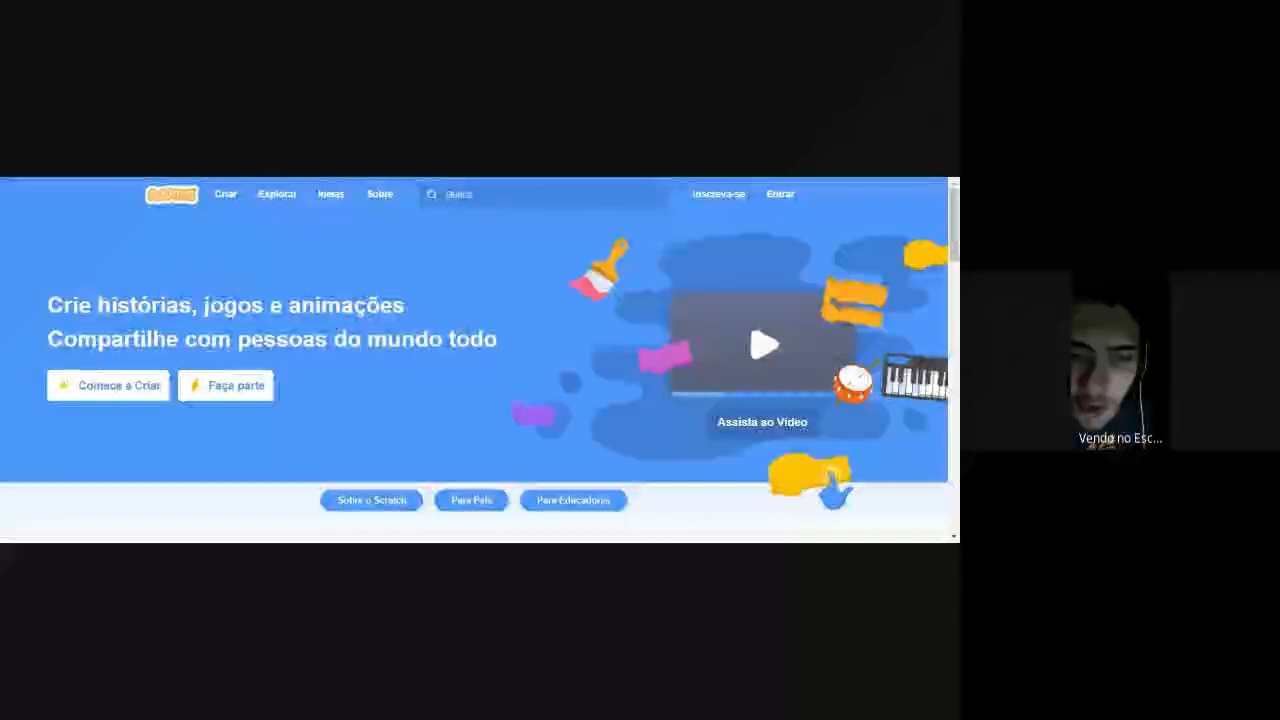 Criar Explorar Ideias Sobre Busca Inscreva-se Entrar
Crie histórias, jogos e animações
Compartilhe com pessoas do mundo todo
Comece a Criar Faça parte
Assista ao Vídeo
Sobre o Scratch Para Pais Para Educadores
Vendo no Esc...